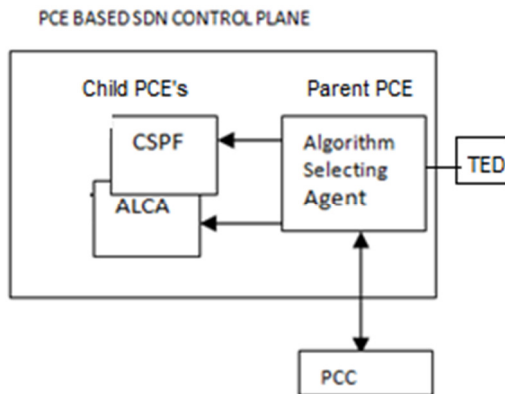 PCE BASED SDN CONTROL PLANE
Child PCE's
Parent PCE
CSPF
ALCA
Algorithm
Selecting
Agent
TED
PCC